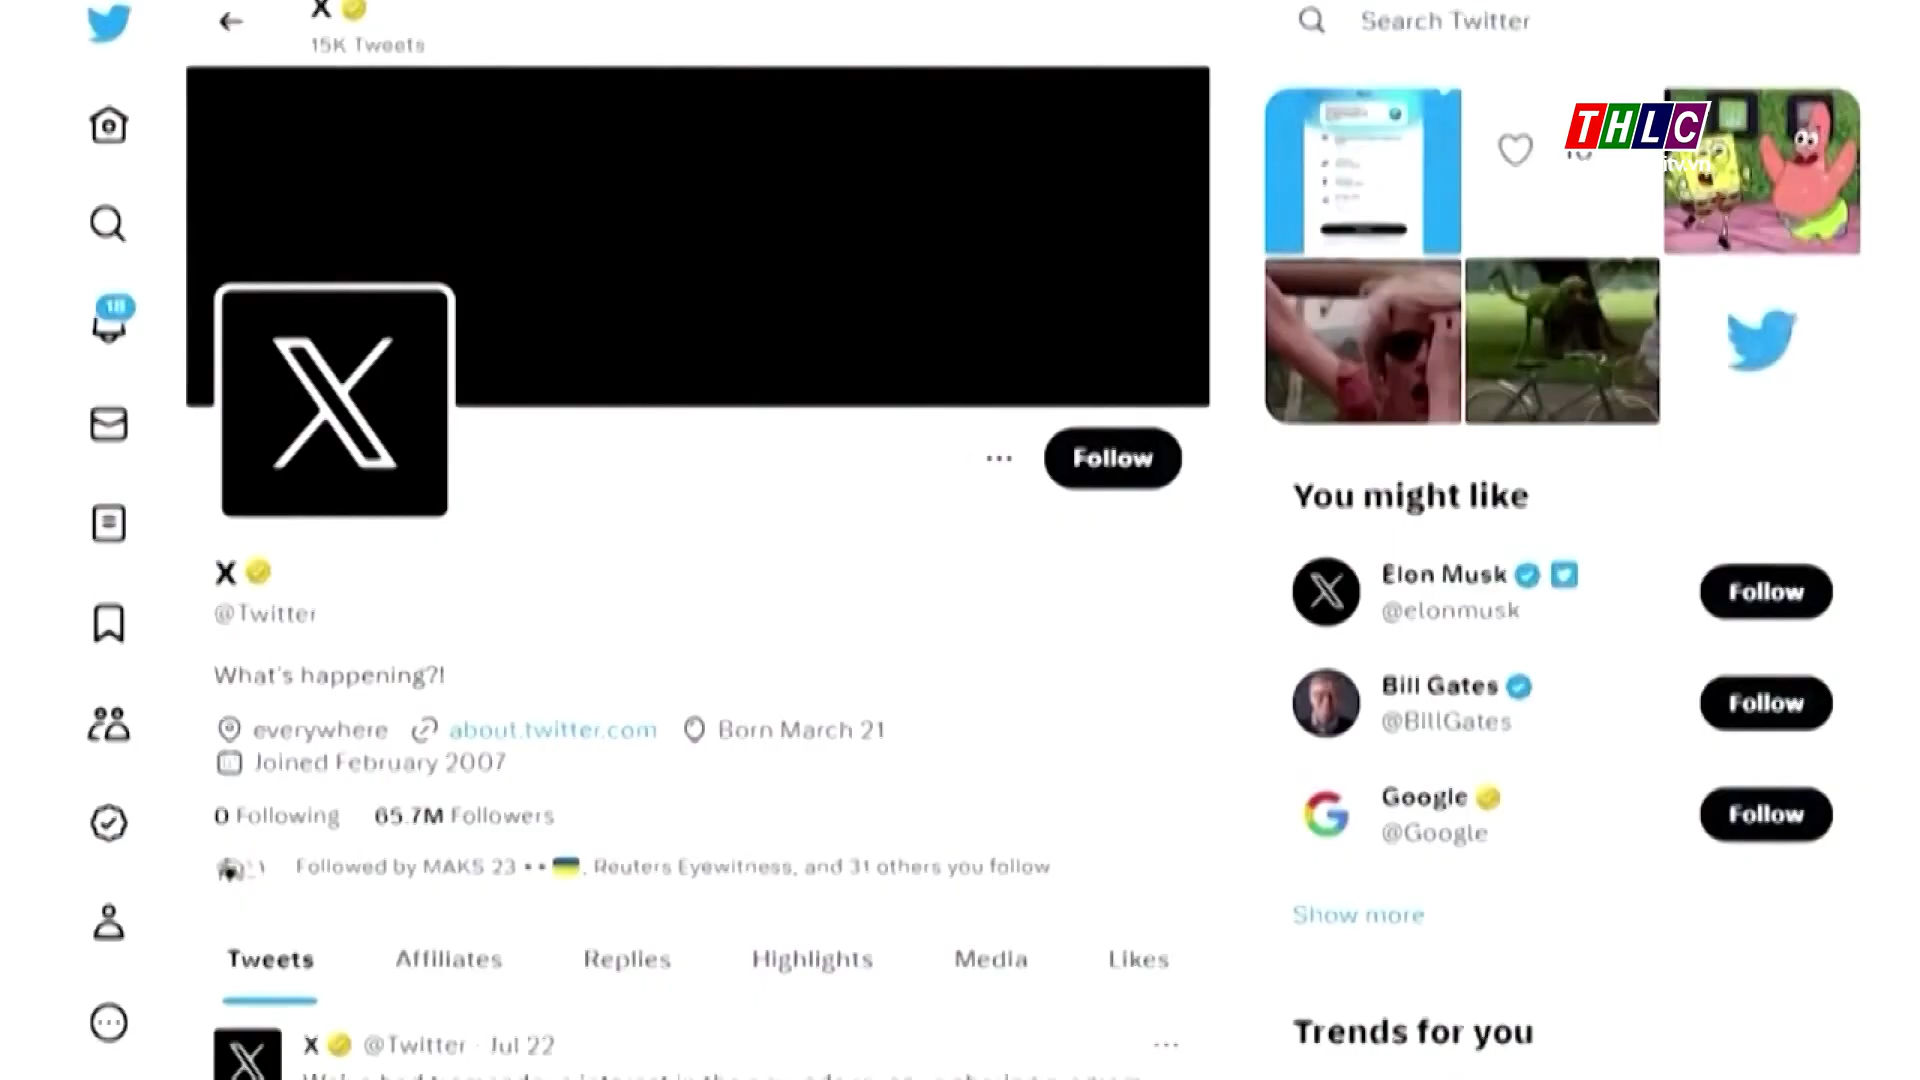 X
15K Tweets
Search Twitter
THLC
itv.vn
18
Follow
X
@Twitter
What's happening?!
everywhere about.twitter.com Born March 21
Joined February 2007
0 Following 65.7M Followers
Followed by MAKS 23, Reuters Eyewitness, and 31 others you follow
Tweets Affiliates Replies Highlights Media Likes
X @Twitter · Jul 22
You might like
Elon Musk
@elonmusk
Follow
Bill Gates
@BillGates
Follow
Google
@Google
Follow
Show more
Trends for you